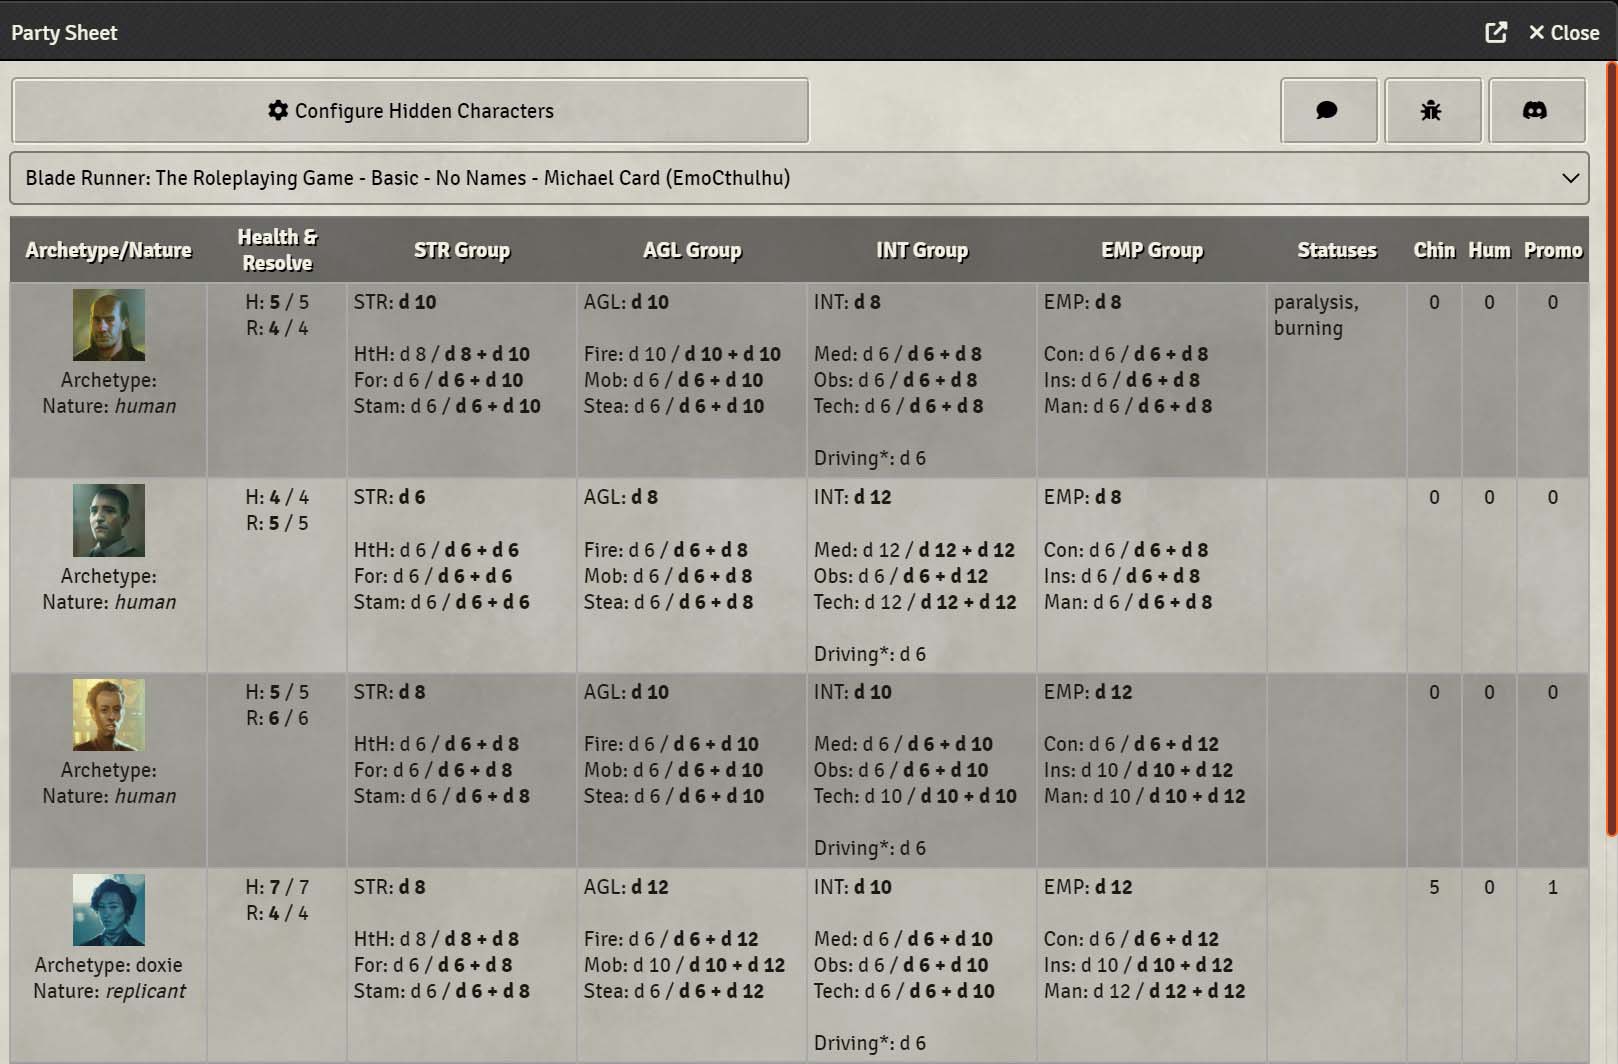 Party Sheet
Close
Configure Hidden Characters
Blade Runner: The Roleplaying Game - Basic - No Names - Michael Card (EmoCthulhu)
Archetype/Nature Health & Resolve STR Group AGL Group INT Group EMP Group Statuses Chin Hum Promo
Archetype:
Nature: human
H: 5 / 5
R: 4 / 4
STR: d 10
HtH: d 8 / d 8 + d 10
For: d 6 / d 6 + d 10
Stam: d 6 / d 6 + d 10
AGL: d 10
Fire: d 10 / d 10 + d 10
Mob: d 6 / d 6 + d 10
Stea: d 6 / d 6 + d 10
INT: d 8
Med: d 6 / d 6 + d 8
Obs: d 6 / d 6 + d 8
Tech: d 6 / d 6 + d 8
Driving*: d 6
EMP: d 8
Con: d 6 / d 6 + d 8
Ins: d 6 / d 6 + d 8
Man: d 6 / d 6 + d 8
paralysis,
burning
0 0 0
Archetype:
Nature: human
H: 4 / 4
R: 5 / 5
STR: d 6
HtH: d 6 / d 6 + d 6
For: d 6 / d 6 + d 6
Stam: d 6 / d 6 + d 6
AGL: d 8
Fire: d 6 / d 6 + d 8
Mob: d 6 / d 6 + d 8
Stea: d 6 / d 6 + d 8
INT: d 12
Med: d 12 / d 12 + d 12
Obs: d 6 / d 6 + d 12
Tech: d 12 / d 12 + d 12
Driving*: d 6
EMP: d 8
Con: d 6 / d 6 + d 8
Ins: d 6 / d 6 + d 8
Man: d 6 / d 6 + d 8
0 0 0
Archetype:
Nature: human
H: 5 / 5
R: 6 / 6
STR: d 8
HtH: d 6 / d 6 + d 8
For: d 6 / d 6 + d 8
Stam: d 6 / d 6 + d 8
AGL: d 10
Fire: d 6 / d 6 + d 10
Mob: d 6 / d 6 + d 10
Stea: d 6 / d 6 + d 10
INT: d 10
Med: d 6 / d 6 + d 10
Obs: d 6 / d 6 + d 10
Tech: d 10 / d 10 + d 10
Driving*: d 6
EMP: d 12
Con: d 6 / d 6 + d 12
Ins: d 10 / d 10 + d 12
Man: d 10 / d 10 + d 12
0 0 0
Archetype: doxie
Nature: replicant
H: 7 / 7
R: 4 / 4
STR: d 8
HtH: d 8 / d 8 + d 8
For: d 6 / d 6 + d 8
Stam: d 6 / d 6 + d 8
AGL: d 12
Fire: d 6 / d 6 + d 12
Mob: d 10 / d 10 + d 12
Stea: d 6 / d 6 + d 12
INT: d 10
Med: d 6 / d 6 + d 10
Obs: d 6 / d 6 + d 10
Tech: d 6 / d 6 + d 10
Driving*: d 6
EMP: d 12
Con: d 6 / d 6 + d 12
Ins: d 10 / d 10 + d 12
Man: d 12 / d 12 + d 12
5 0 1